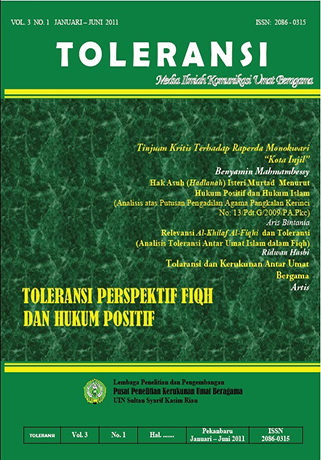 VOL. 3 NO. 1 JANUARI – JUNI 2011 ISSN: 2086 - 0315
TOLERANSI
Media Ilmiah Komunikasi Umat Beragama
Tinjuan Kritis Terhadap Raperda Monokwari
"Kota Injil"
Benyamin Mahmambessy
Hak Asuh (Hadlanah) Isteri Murtad Menurut
Hukum Positif dan Hukum Islam
(Analisis atas Putusan Pengadilan Agama Pangkalan Kerinci
No. 13/Pdt.G/2009/PA.Pkc)
Aris Bintania
Relevansi Al-Khilaf Al-Fiqhi dan Toleranti
(Analisis Toleransi Antar Umat Islam dalam Fiqh)
Ridwan Hasbi
Tolaransi dan Kerukunan Antar Umat
Bergama
Artis
TOLERANSI PERSPEKTIF FIQH
DAN HUKUM POSITIF
Lembaga Penelitian dan Pengembangan
Pusat Penelitian Kerukunan Umat Beragama
UIN Sultan Syarif Kasim Riau
TOLERANSI Vol. 3 No. 1 Hal. ...... Pekanbaru Januari – Juni 2011 ISSN 2086-0315